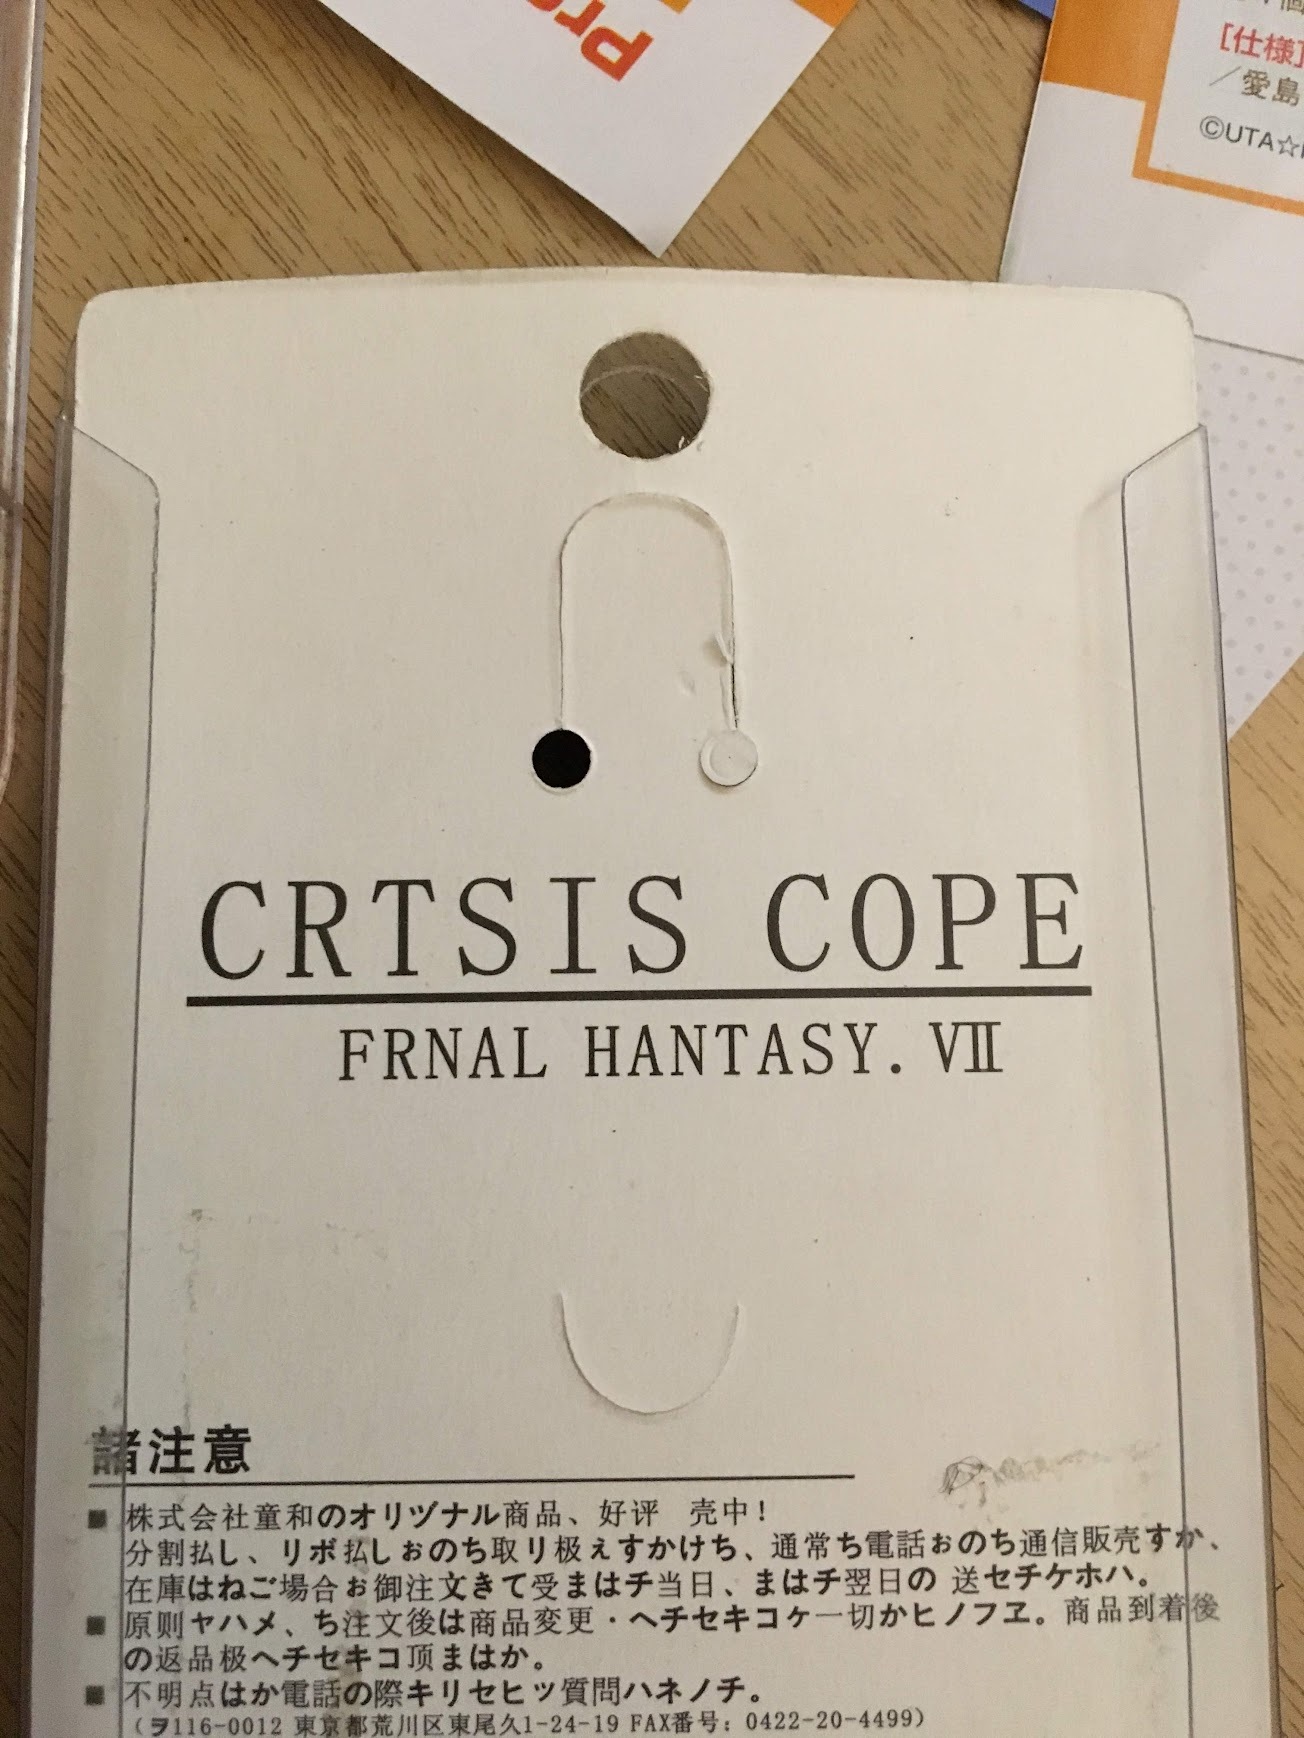 Pr
[仕様]
／愛島
©UTA☆
CRTSIS COPE
FRNAL HANTASY. VII
諸注意
■ 株式会社童和のオリヅナル商品、好评 売中！
分割払し、リボ払しぉのち取リ极ぇすかけち、通常ち電話ぉのち通信販売すか、
在庫はねご場合ぉ御注文きて受まはチ当日、まはチ翌日の 送セチケホハ。
■ 原则ヤハメ、ち注文後は商品変更・ヘチセキコヶ一切かヒノフヱ。商品到着後
の返品极ヘチセキコ頂まはか。
■ 不明点はか電話の際キリセヒッ質問ハネノチ。
（ヲ116-0012 東京都荒川区東尾久1-24-19 FAX番号：0422-20-4499）